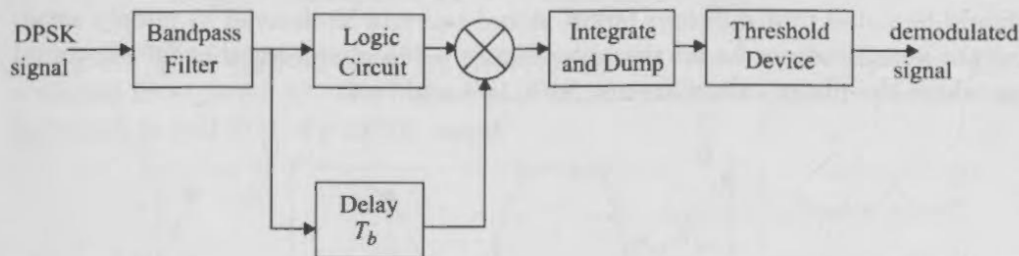 DPSK
signal
Bandpass
Filter
Logic
Circuit
Integrate
and Dump
Threshold
Device
demodulated
signal
Delay
T_b